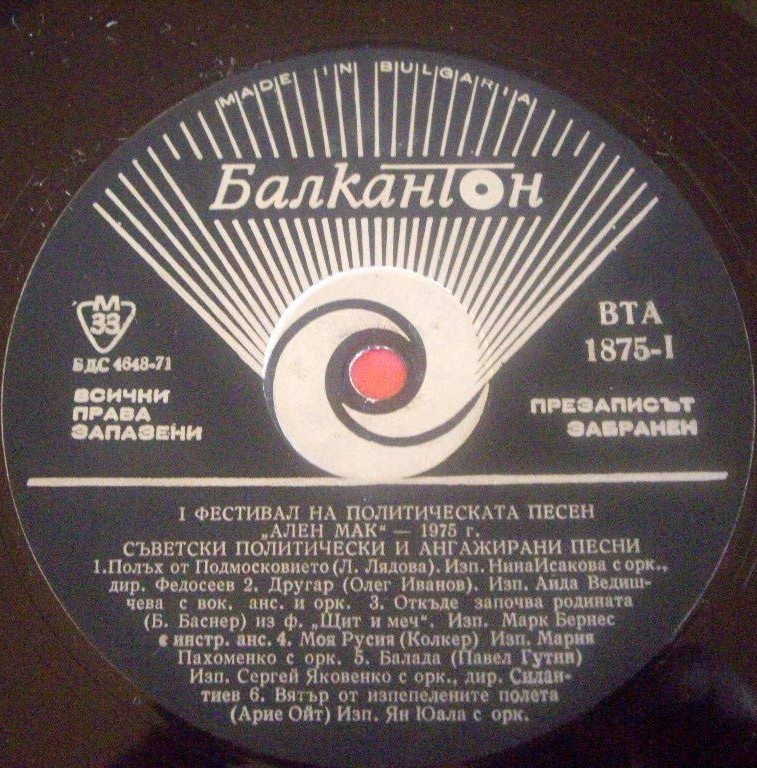 MADE IN BULGARIA
Балкантон
М
33
БДС 4648-71
ВТА
1875-I
ВСИЧКИ
ПРАВА
ЗАПАЗЕНИ
ПРЕЗАПИСЪТ
ЗАБРАНЕН
I ФЕСТИВАЛ НА ПОЛИТИЧЕСКАТА ПЕСЕН
„АЛЕН МАК“ — 1975 г.
СЪВЕТСКИ ПОЛИТИЧЕСКИ И АНГАЖИРАНИ ПЕСНИ
1.Полъх от Подмосковието (Л. Лядова). Изп. НинаИсакова с орк.,
дир. Федосеев 2. Другар (Олег Иванов). Изп. Аида Ведиш-
чева с вок. анс. и орк. 3. Откъде започва родината
(Б. Баснер) из ф. „Щит и меч“. Изп. Марк Бернес
с инстр. анс. 4. Моя Русия (Колкер) Изп. Мария
Пахоменко с орк. 5. Балада (Павел Гутин)
Изп. Сергей Яковенко с орк., дир. Силан-
тиев 6. Вятър от изпепелените полета
(Арие Ойт) Изп. Ян Юала с орк.